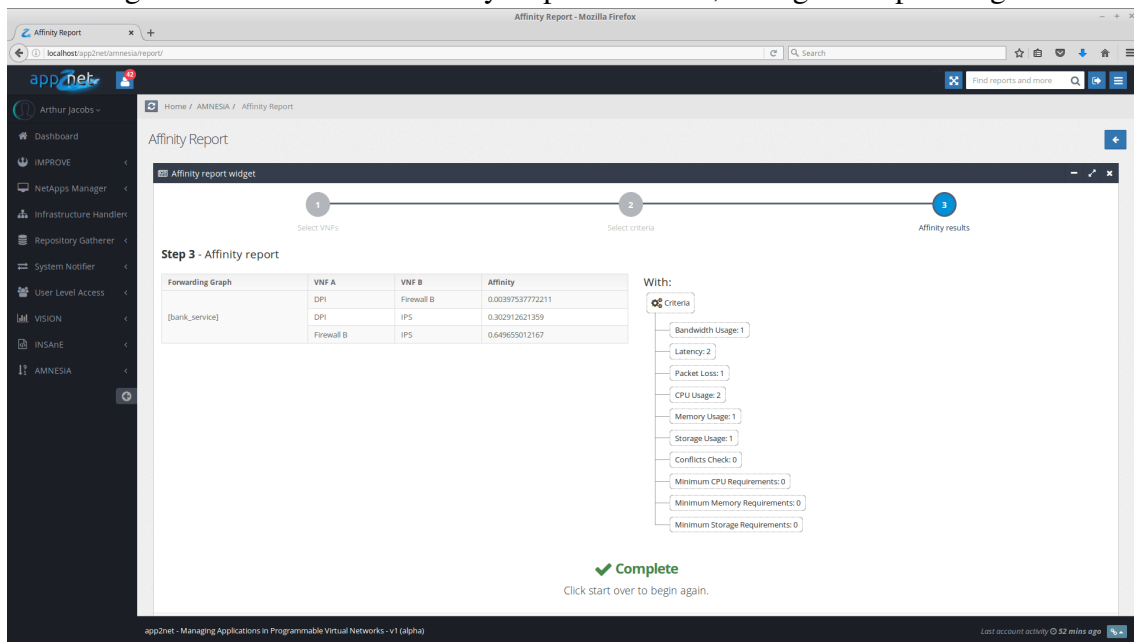 Affinity Report - Mozilla Firefox
Affinity Report
localhost/app2net/amnesia/report/
Search
app2net
42
Find reports and more
Arthur Jacobs
Home / AMNESiA / Affinity Report
Dashboard
Affinity Report
iMPROVE
Affinity report widget
NetApps Manager
1
2
3
Infrastructure Handler
Select VNFs
Select criteria
Affinity results
Repository Gatherer
Step 3 - Affinity report
System Notifier
Forwarding Graph VNF A VNF B Affinity
With:
User Level Access
DPI Firewall B 0.00397537772211
Criteria
VISION
[bank_service] DPI IPS 0.302912621359
Bandwidth Usage: 1
INSAnE
Firewall B IPS 0.649655012167
Latency: 2
AMNESiA
Packet Loss: 1
CPU Usage: 2
Memory Usage: 1
Storage Usage: 1
Conflicts Check: 0
Minimum CPU Requirements: 0
Minimum Memory Requirements: 0
Minimum Storage Requirements: 0
Complete
Click start over to begin again.
app2net - Managing Applications in Programmable Virtual Networks - v1 (alpha)
Last account activity 52 mins ago